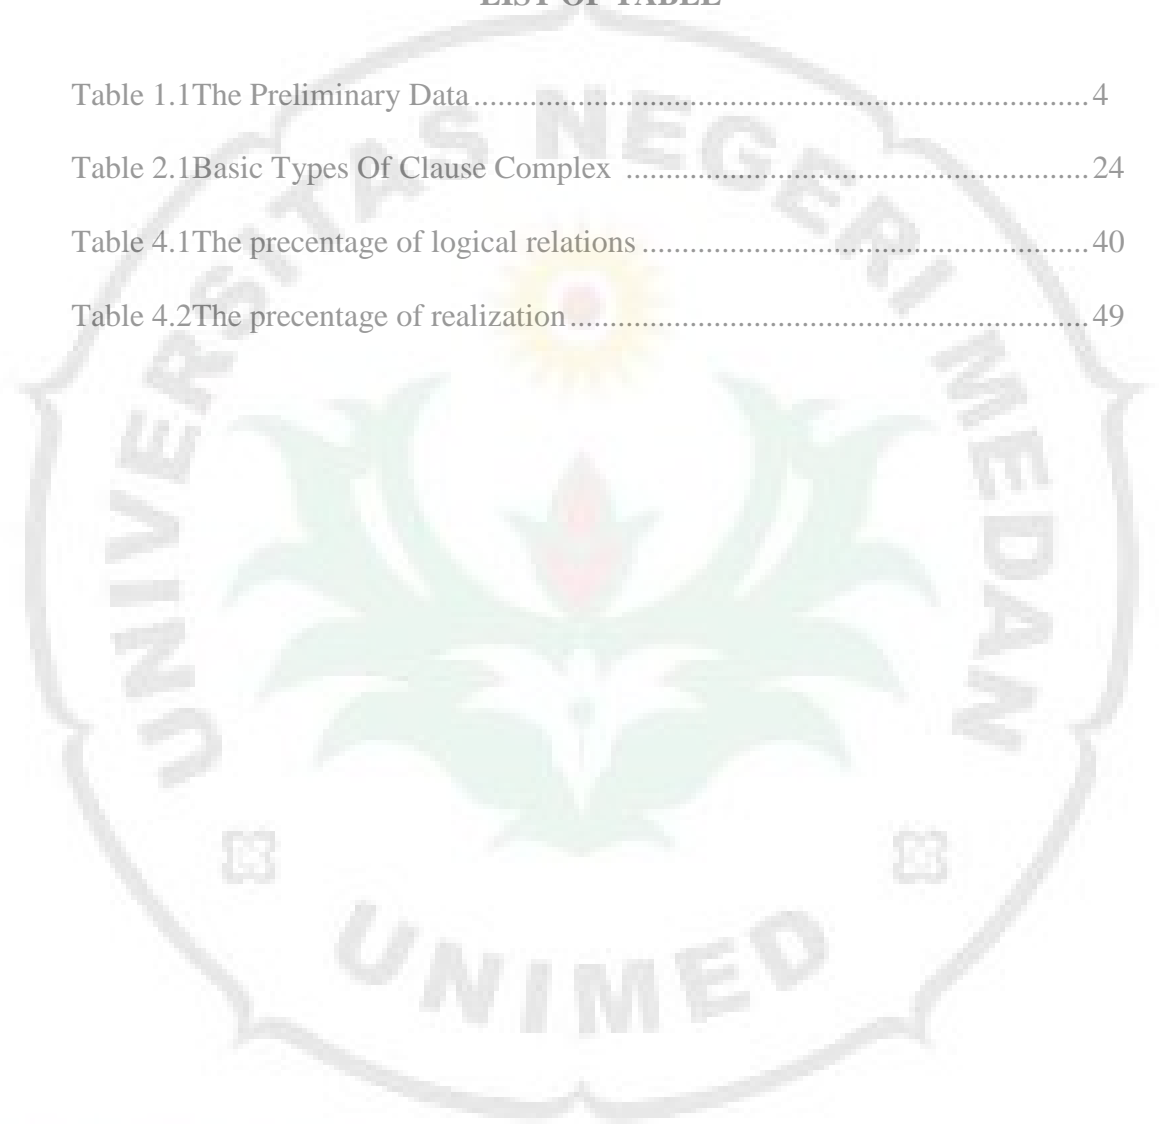 LIST OF TABLE
Table 1.1The Preliminary Data............................................................................4
Table 2.1Basic Types Of Clause Complex .........................................................24
Table 4.1The precentage of logical relations.......................................................40
Table 4.2The precentage of realization................................................................49
UNIVERSITAS NEGERI MEDAN
UNIMED